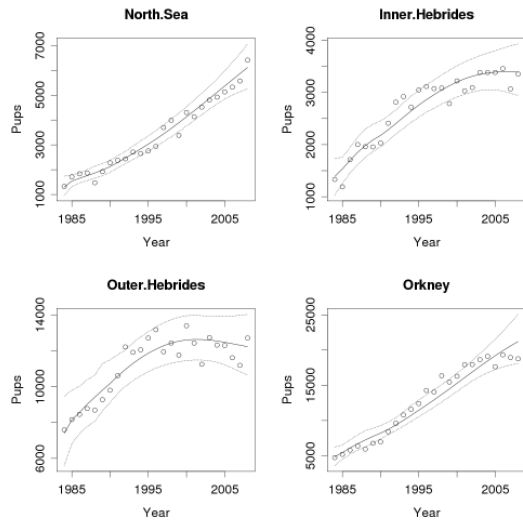 North.Sea
Pups
7000
5000
3000
1000
1985
1995
2005
Year
Inner.Hebrides
Pups
4000
3000
2000
1000
1985
1995
2005
Year
Outer.Hebrides
Pups
14000
10000
6000
1985
1995
2005
Year
Orkney
Pups
25000
15000
5000
1985
1995
2005
Year